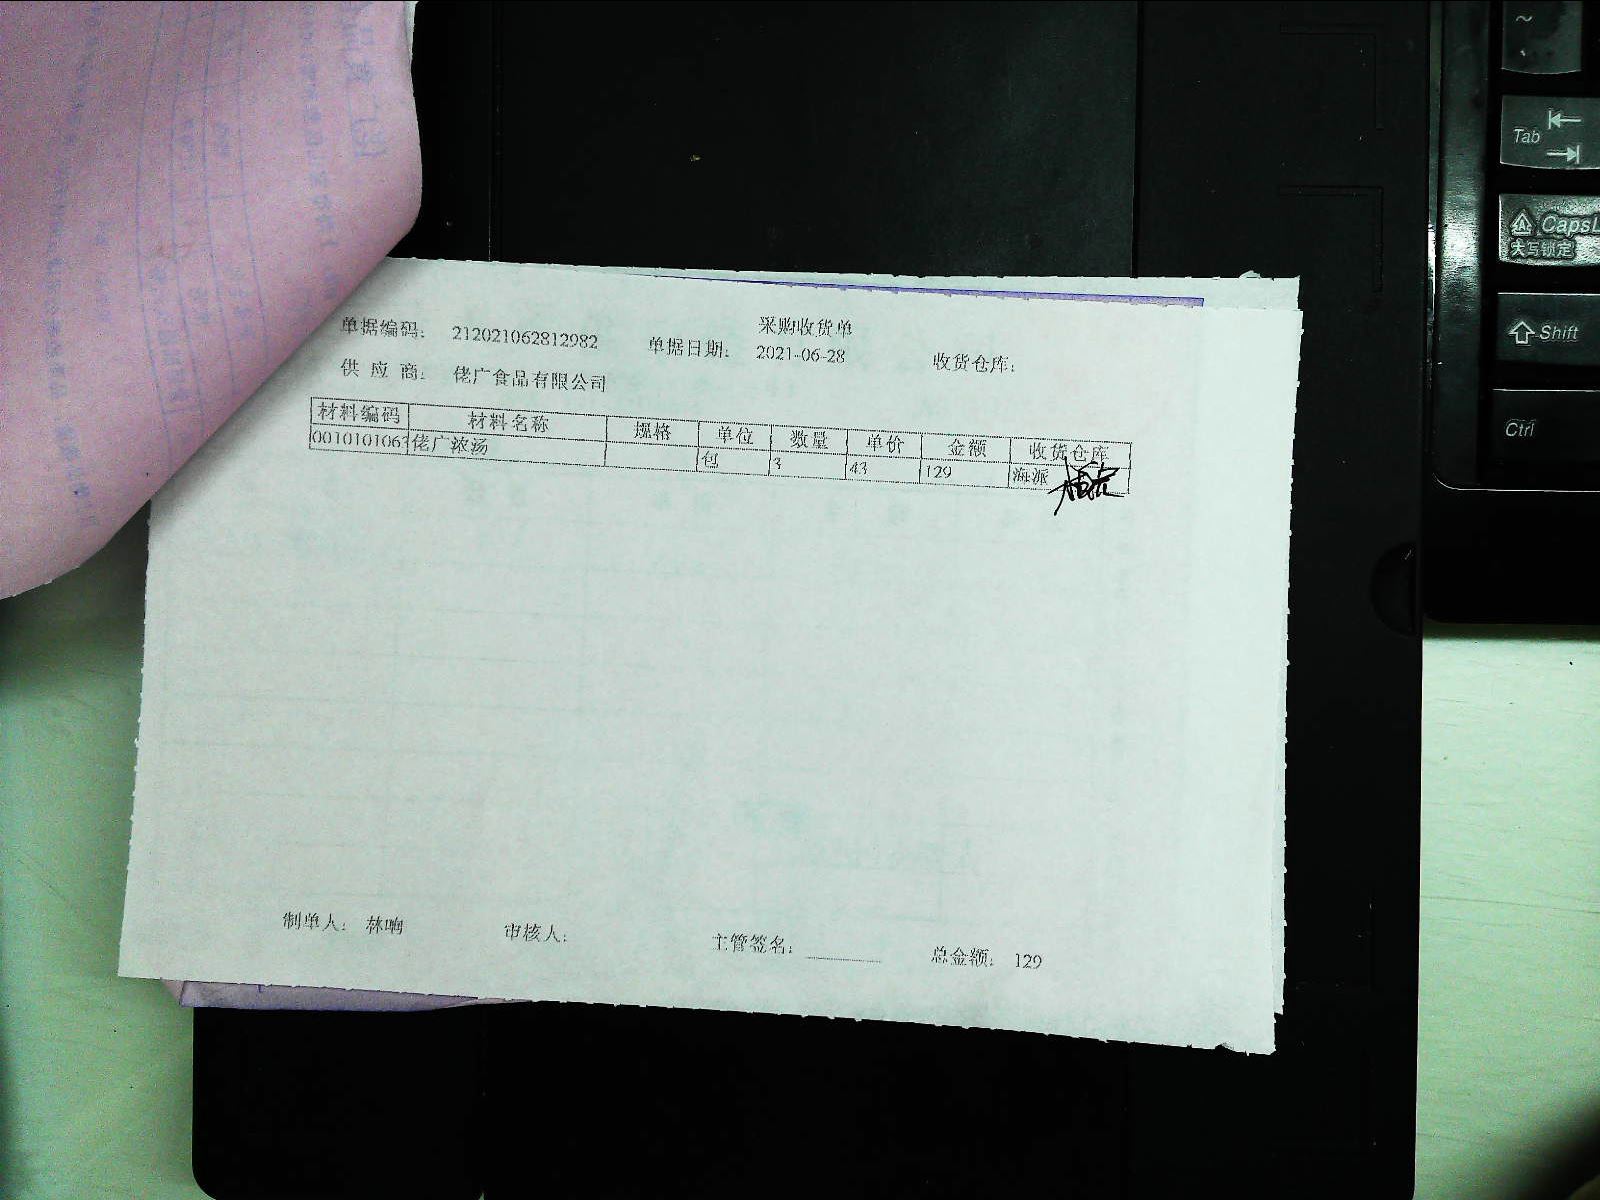 采购收货单
单据编码： 212021062812982 单据日期： 2021-06-28 收货仓库：
供 应 商： 佬广食品有限公司
材料编码 材料名称 规格 单位 数量 单价 金额 收货仓库
0010101063 佬广浓汤 包 3 43 129 海派
制单人： 林响 审核人： 主管签名： 总金额： 129
~
Tab
CapsL
大写锁定
Shift
Ctrl